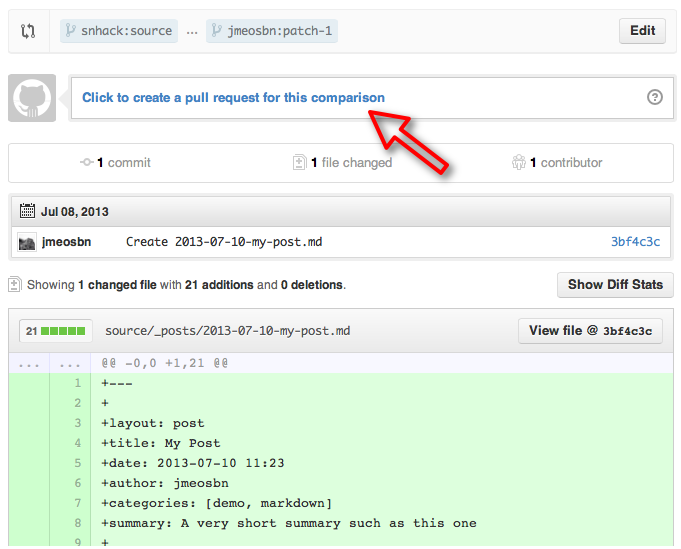 snhack:source ... jmeosbn:patch-1 Edit
Click to create a pull request for this comparison ?
1 commit 1 file changed 1 contributor
Jul 08, 2013
jmeosbn Create 2013-07-10-my-post.md 3bf4c3c
Showing 1 changed file with 21 additions and 0 deletions. Show Diff Stats
21 source/_posts/2013-07-10-my-post.md View file @ 3bf4c3c
... ... @@ -0,0 +1,21 @@
1 +---
2 +
3 +layout: post
4 +title: My Post
5 +date: 2013-07-10 11:23
6 +author: jmeosbn
7 +categories: [demo, markdown]
8 +summary: A very short summary such as this one
9 +